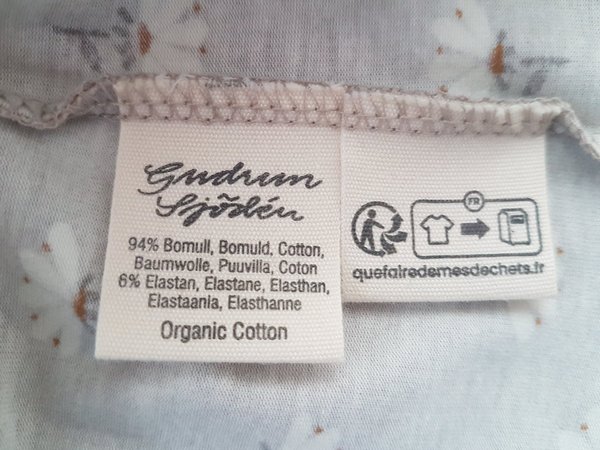 Gudrun
Sjödén
94% Bomull, Bomuld, Cotton,
Baumwolle, Puuvilla, Coton
6% Elastan, Elastane, Elasthan,
Elastaania, Elasthanne
Organic Cotton
FR
quefairedemesdechets.fr